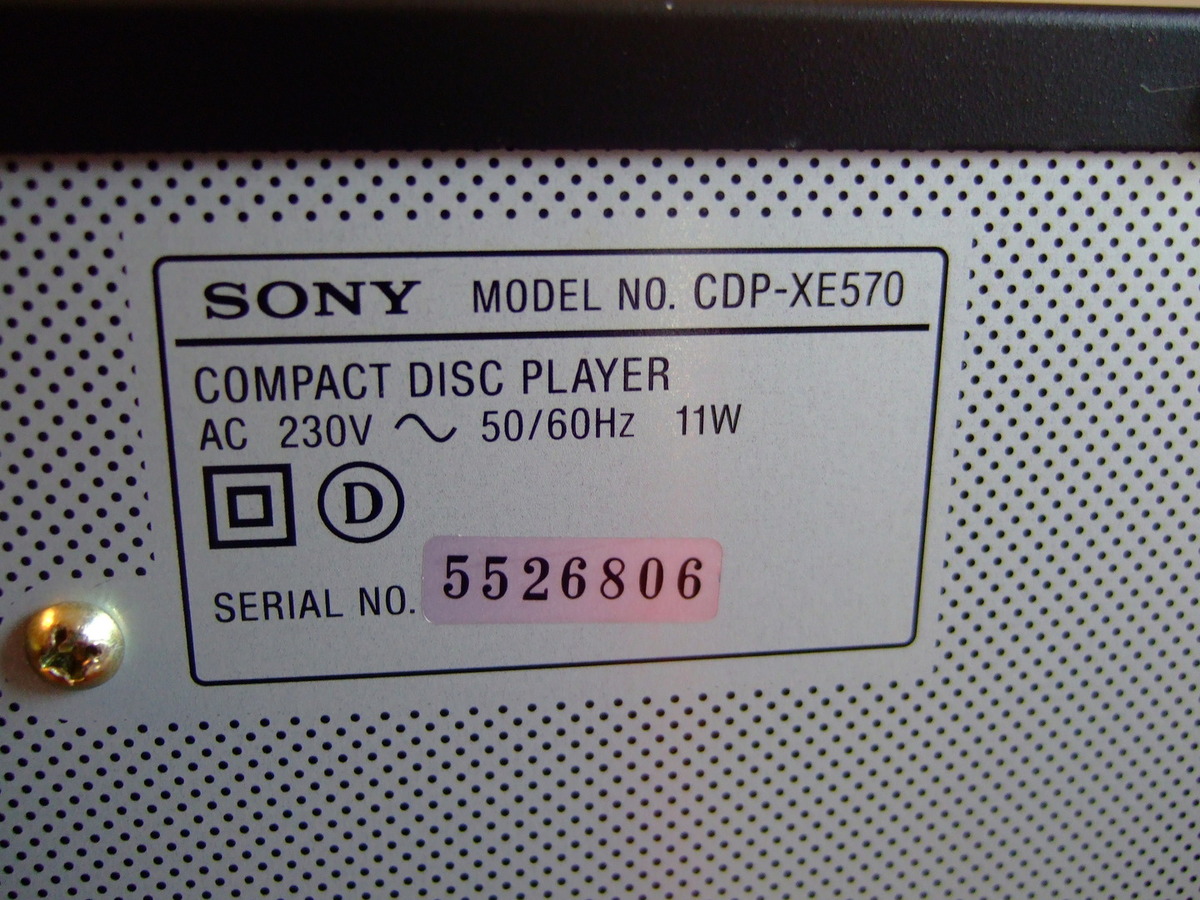 SONY MODEL NO. CDP-XE570
COMPACT DISC PLAYER
AC 230V ~ 50/60Hz 11W
D
SERIAL NO. 5526806